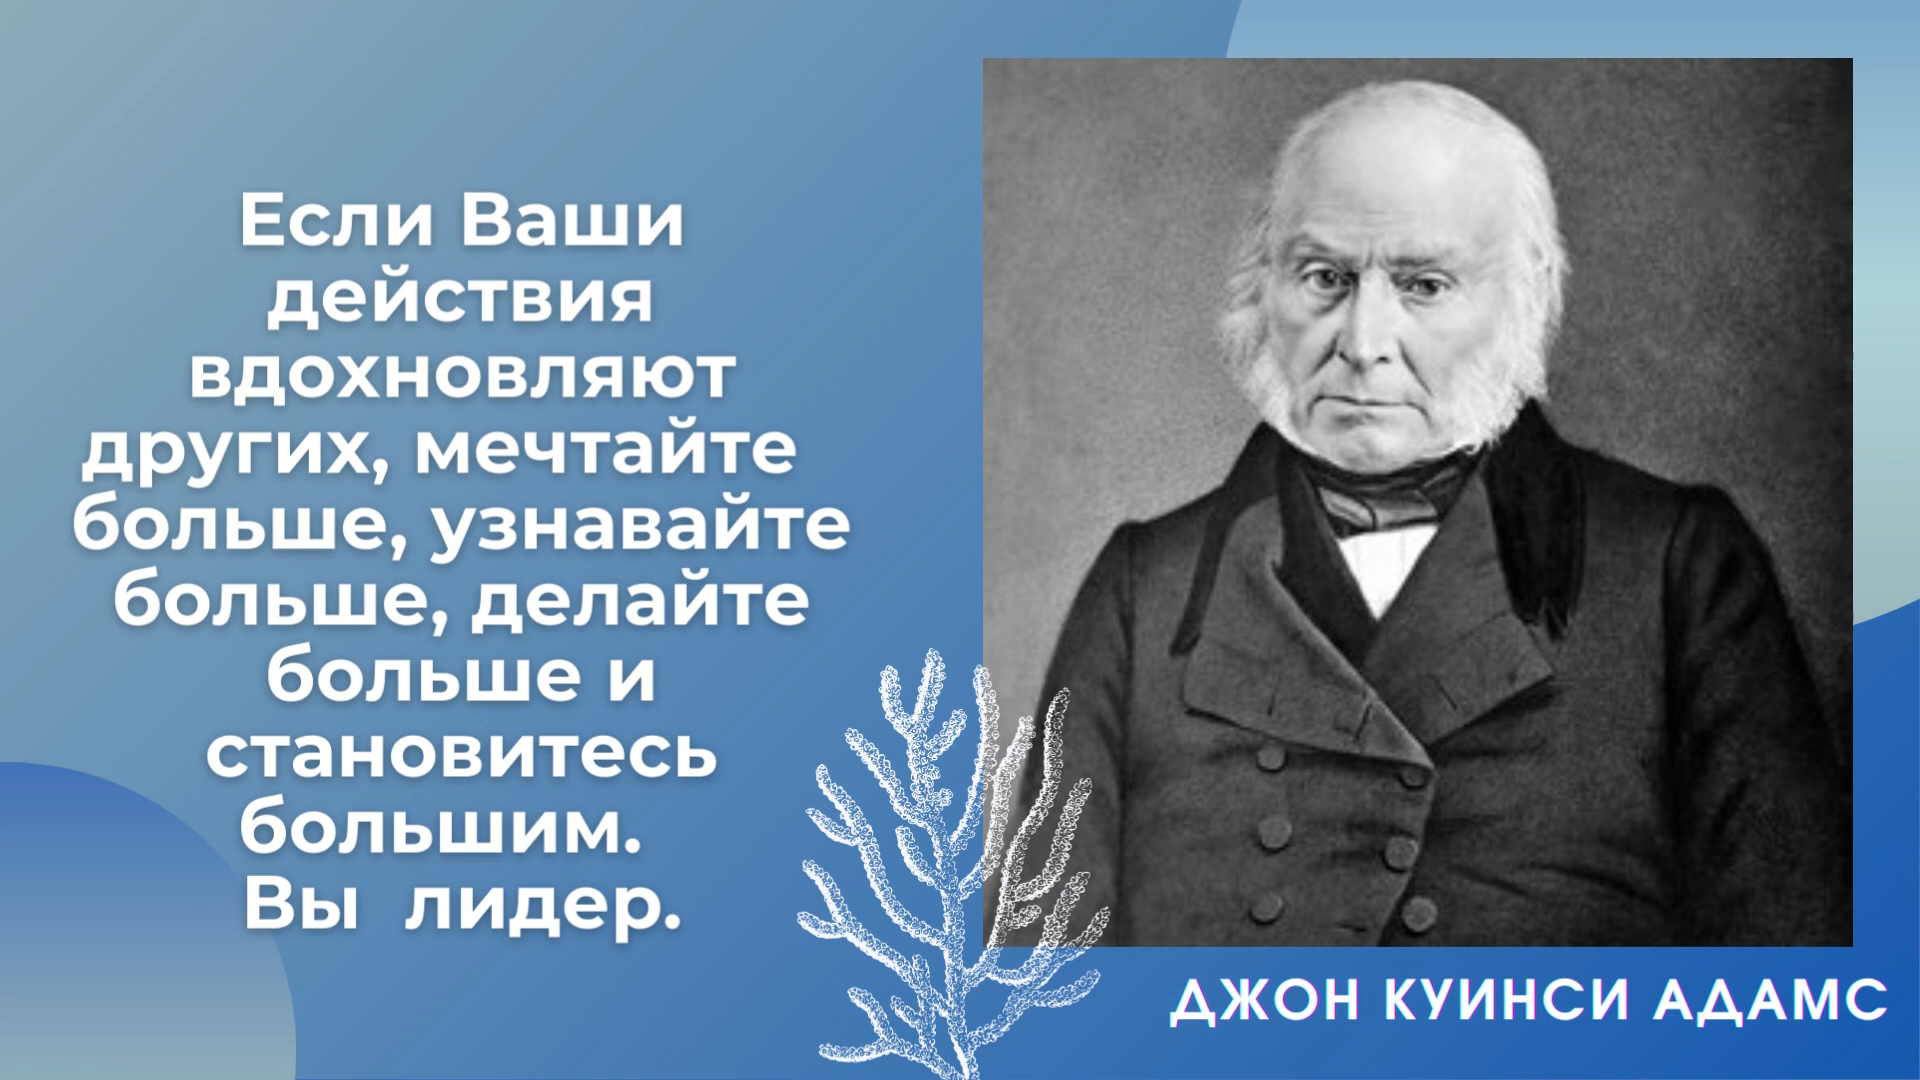 Если Ваши
действия
вдохновляют
других, мечтайте
больше, узнавайте
больше, делайте
больше и
становитесь
большим.
Вы лидер.
ДЖОН КУИНСИ АДАМС